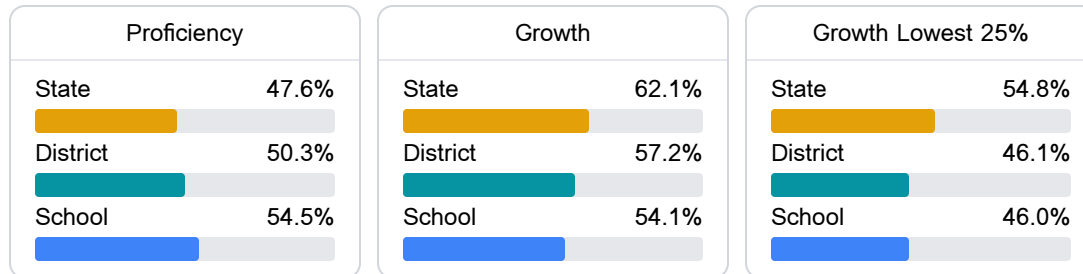 Proficiency
State 47.6%
District 50.3%
School 54.5%
Growth
State 62.1%
District 57.2%
School 54.1%
Growth Lowest 25%
State 54.8%
District 46.1%
School 46.0%